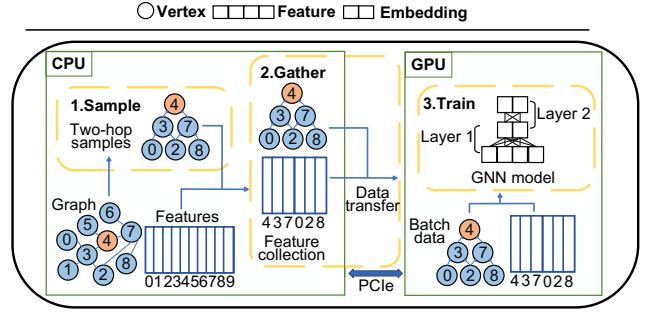 Vertex Feature Embedding
CPU
GPU
1.Sample
Two-hop
samples
4
3 7
0 2 8
2.Gather
4
3 7
0 2 8
4 3 7 0 2 8
Feature
collection
Graph
6
5 7
0 4
3
1 2 8
Features
0123456789
Data
transfer
PCIe
3.Train
Layer 1
Layer 2
GNN model
Batch
data
4
3 7
0 2 8
4 3 7 0 2 8